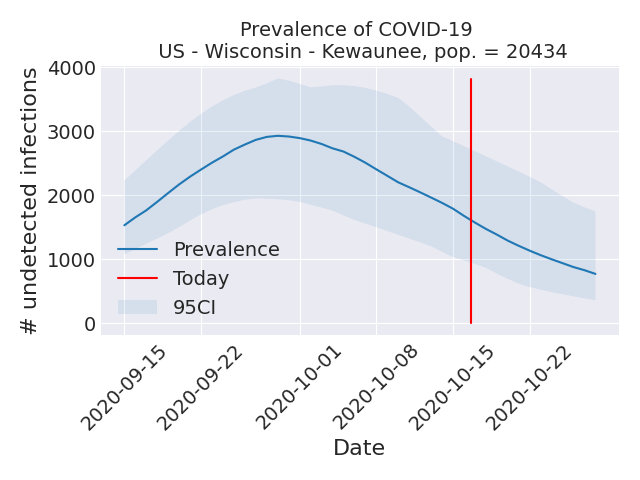 Prevalence of COVID-19
US - Wisconsin - Kewaunee, pop. = 20434
# undetected infections
4000
3000
2000
1000
0
Prevalence
Today
95CI
2020-09-15
2020-09-22
2020-10-01
2020-10-08
2020-10-15
2020-10-22
Date